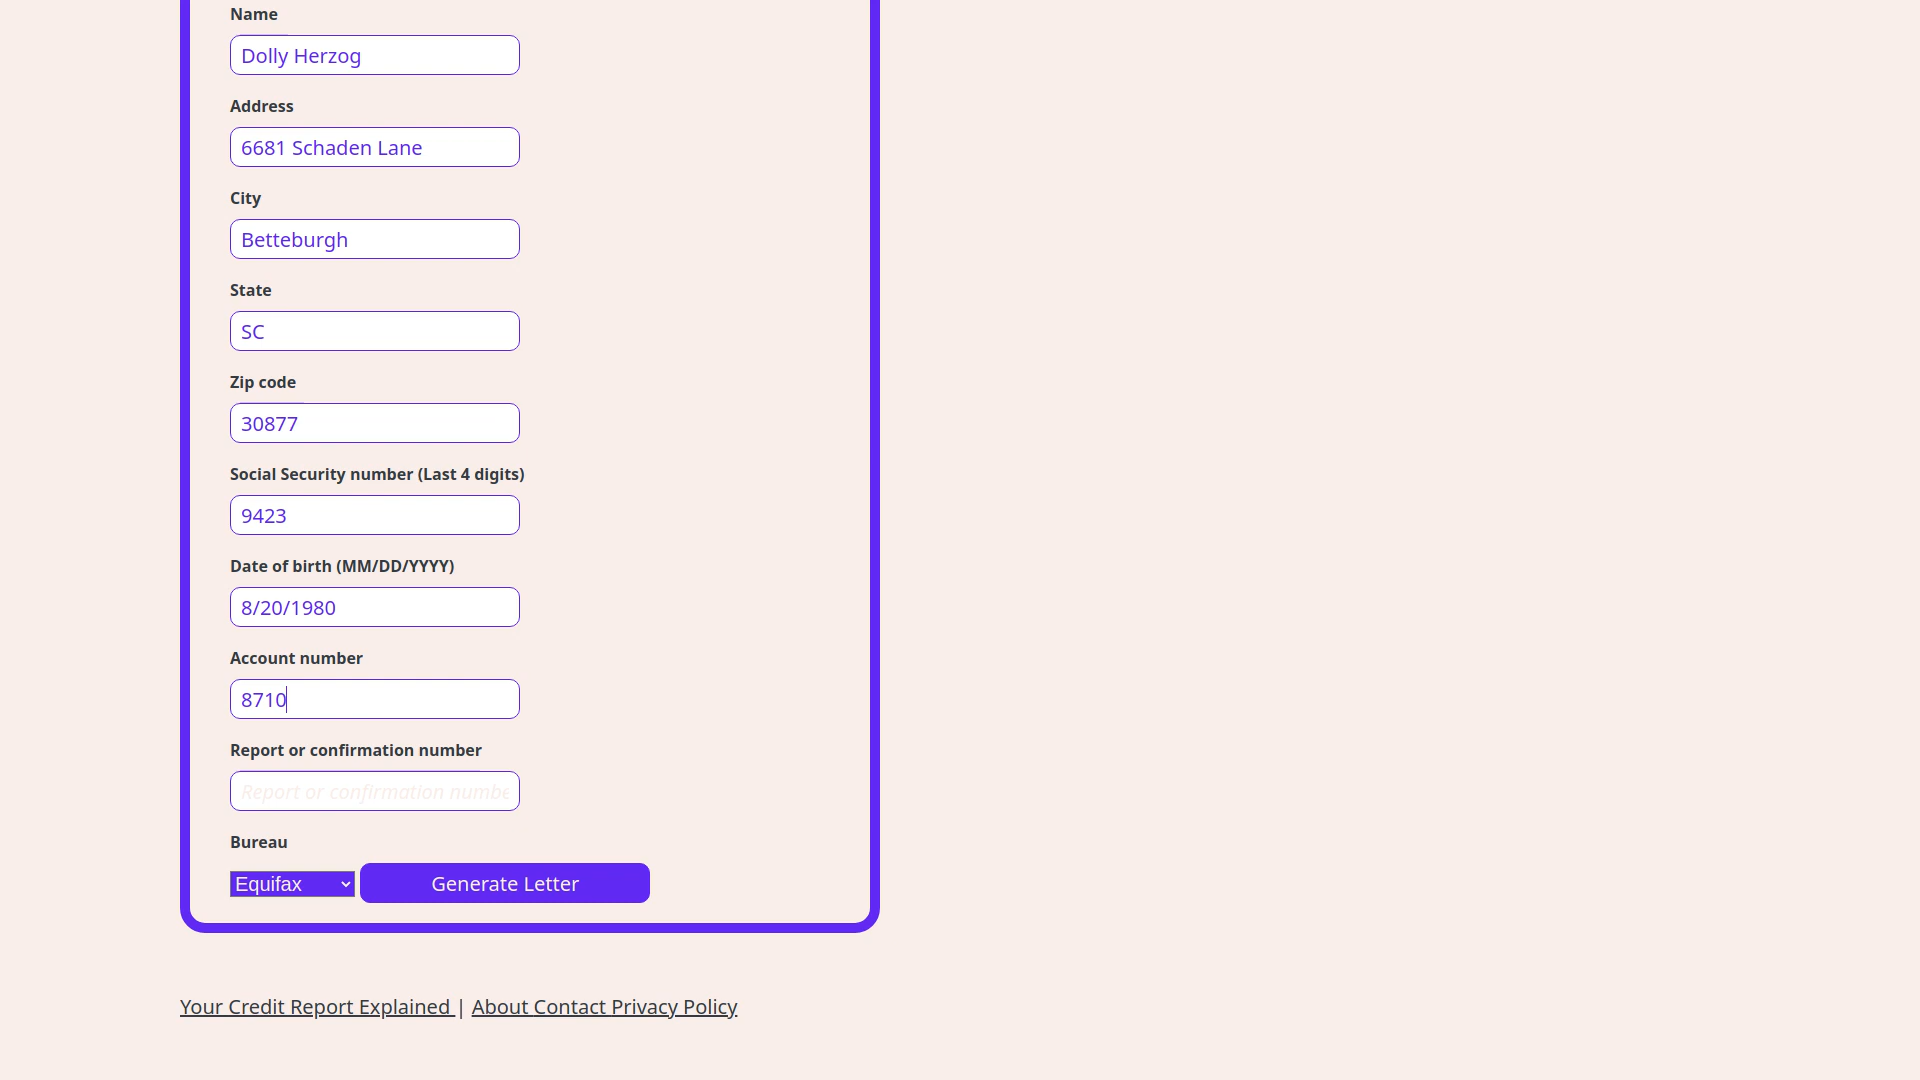 Name
Dolly Herzog
Address
6681 Schaden Lane
City
Betteburgh
State
SC
Zip code
30877
Social Security number (Last 4 digits)
9423
Date of birth (MM/DD/YYYY)
8/20/1980
Account number
8710
Report or confirmation number
Report or confirmation numbe
Bureau
Equifax Generate Letter
Your Credit Report Explained | About Contact Privacy Policy